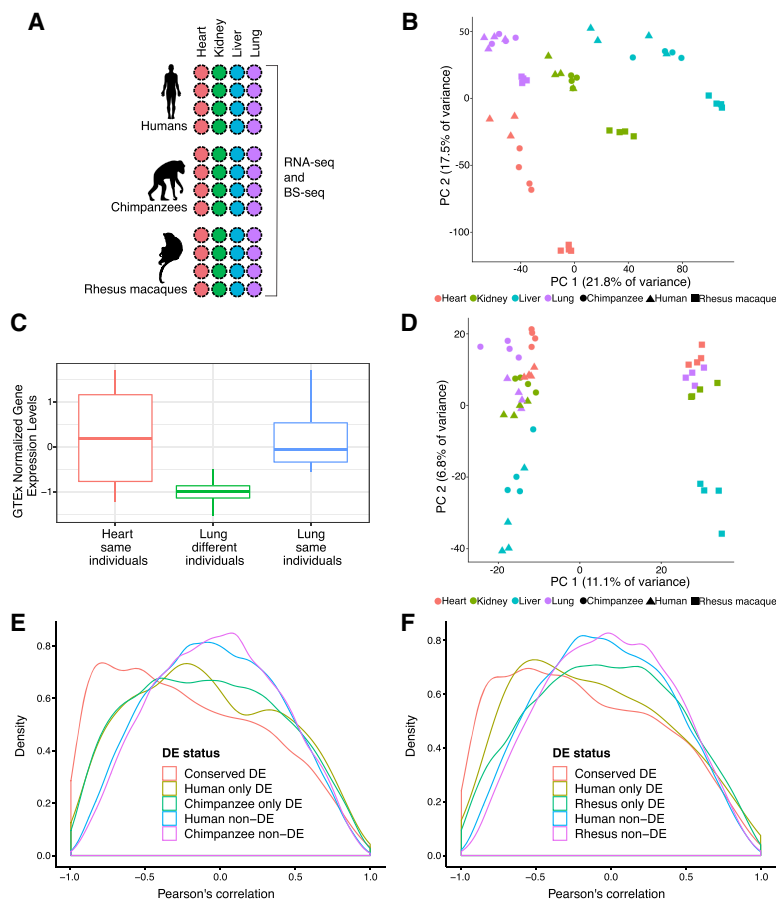 A
Heart
Kidney
Liver
Lung
Humans
Chimpanzees
Rhesus macaques
RNA-seq
and
BS-seq
B
PC 2 (17.5% of variance)
50
0
-50
-100
-40
0
40
80
PC 1 (21.8% of variance)
Heart Kidney Liver Lung Chimpanzee Human Rhesus macaque
C
GTEx Normalized Gene
Expression Levels
1
0
−1
Heart
same
individuals
Lung
different
individuals
Lung
same
individuals
D
PC 2 (6.8% of variance)
20
0
-20
-40
-20
20
60
PC 1 (11.1% of variance)
Heart Kidney Liver Lung Chimpanzee Human Rhesus macaque
E
Density
0.8
0.6
0.4
0.2
0.0
DE status
Conserved DE
Human only DE
Chimpanzee only DE
Human non−DE
Chimpanzee non−DE
−1.0
−0.5
0.0
0.5
1.0
Pearson's correlation
F
Density
0.8
0.6
0.4
0.2
0.0
DE status
Conserved DE
Human only DE
Rhesus only DE
Human non−DE
Rhesus non−DE
−1.0
−0.5
0.0
0.5
1.0
Pearson's correlation